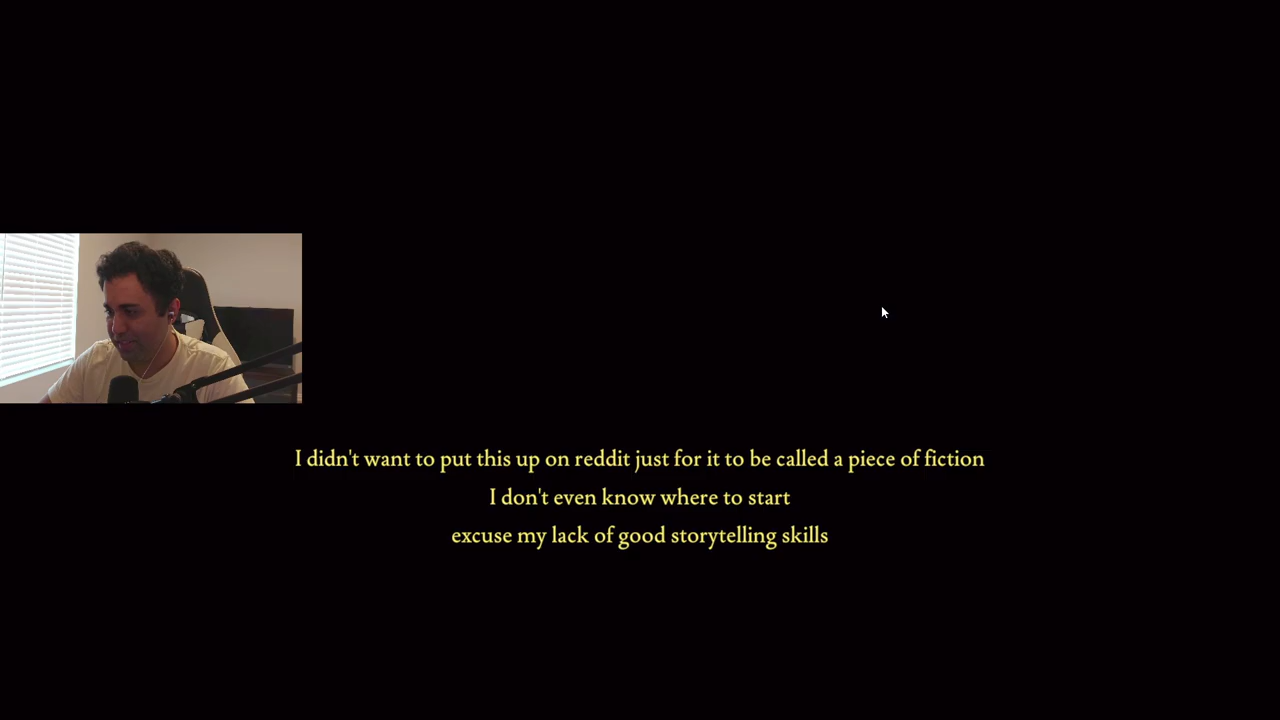 I didn't want to put this up on reddit just for it to be called a piece of fiction
I don't even know where to start
excuse my lack of good storytelling skills